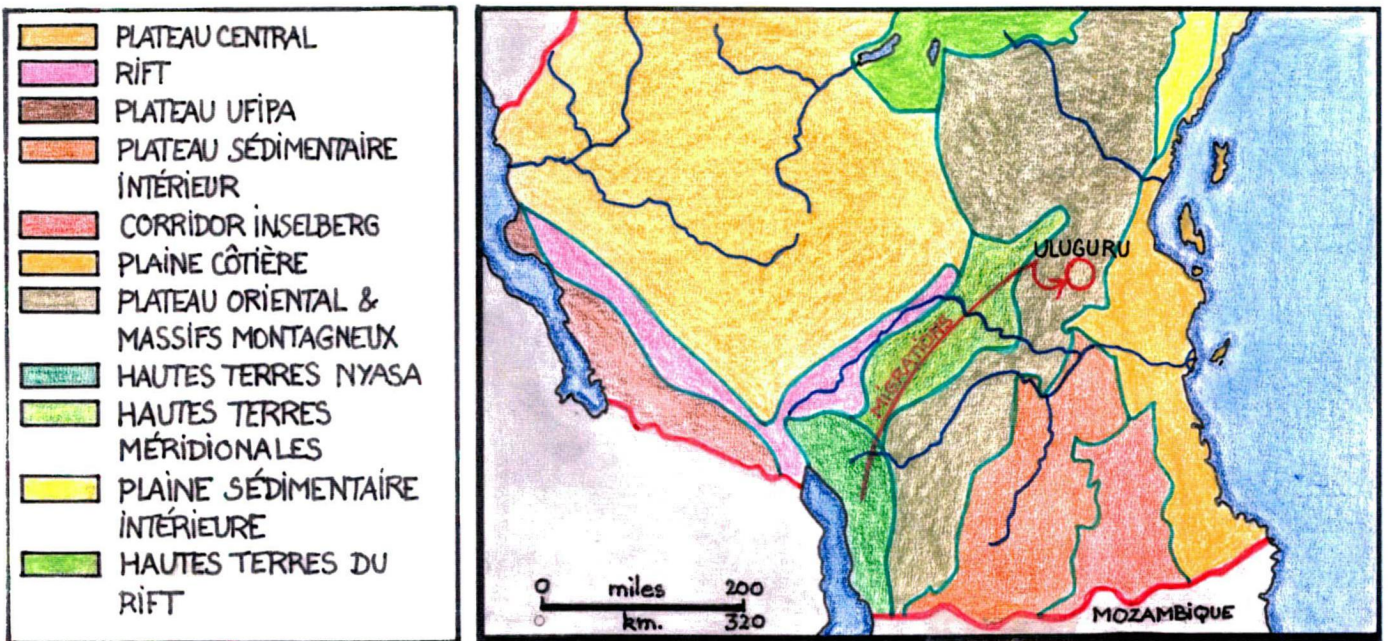 PLATEAU CENTRAL
RIFT
PLATEAU UFIPA
PLATEAU SÉDIMENTAIRE
INTÉRIEUR
CORRIDOR INSELBERG
PLAINE CÔTIÈRE
PLATEAU ORIENTAL &
MASSIFS MONTAGNEUX
HAUTES TERRES NYASA
HAUTES TERRES
MÉRIDIONALES
PLAINE SÉDIMENTAIRE
INTÉRIEURE
HAUTES TERRES DU
RIFT
ULUGURU
MIGRATIONS
0 miles 200
0 km. 320
MOZAMBIQUE